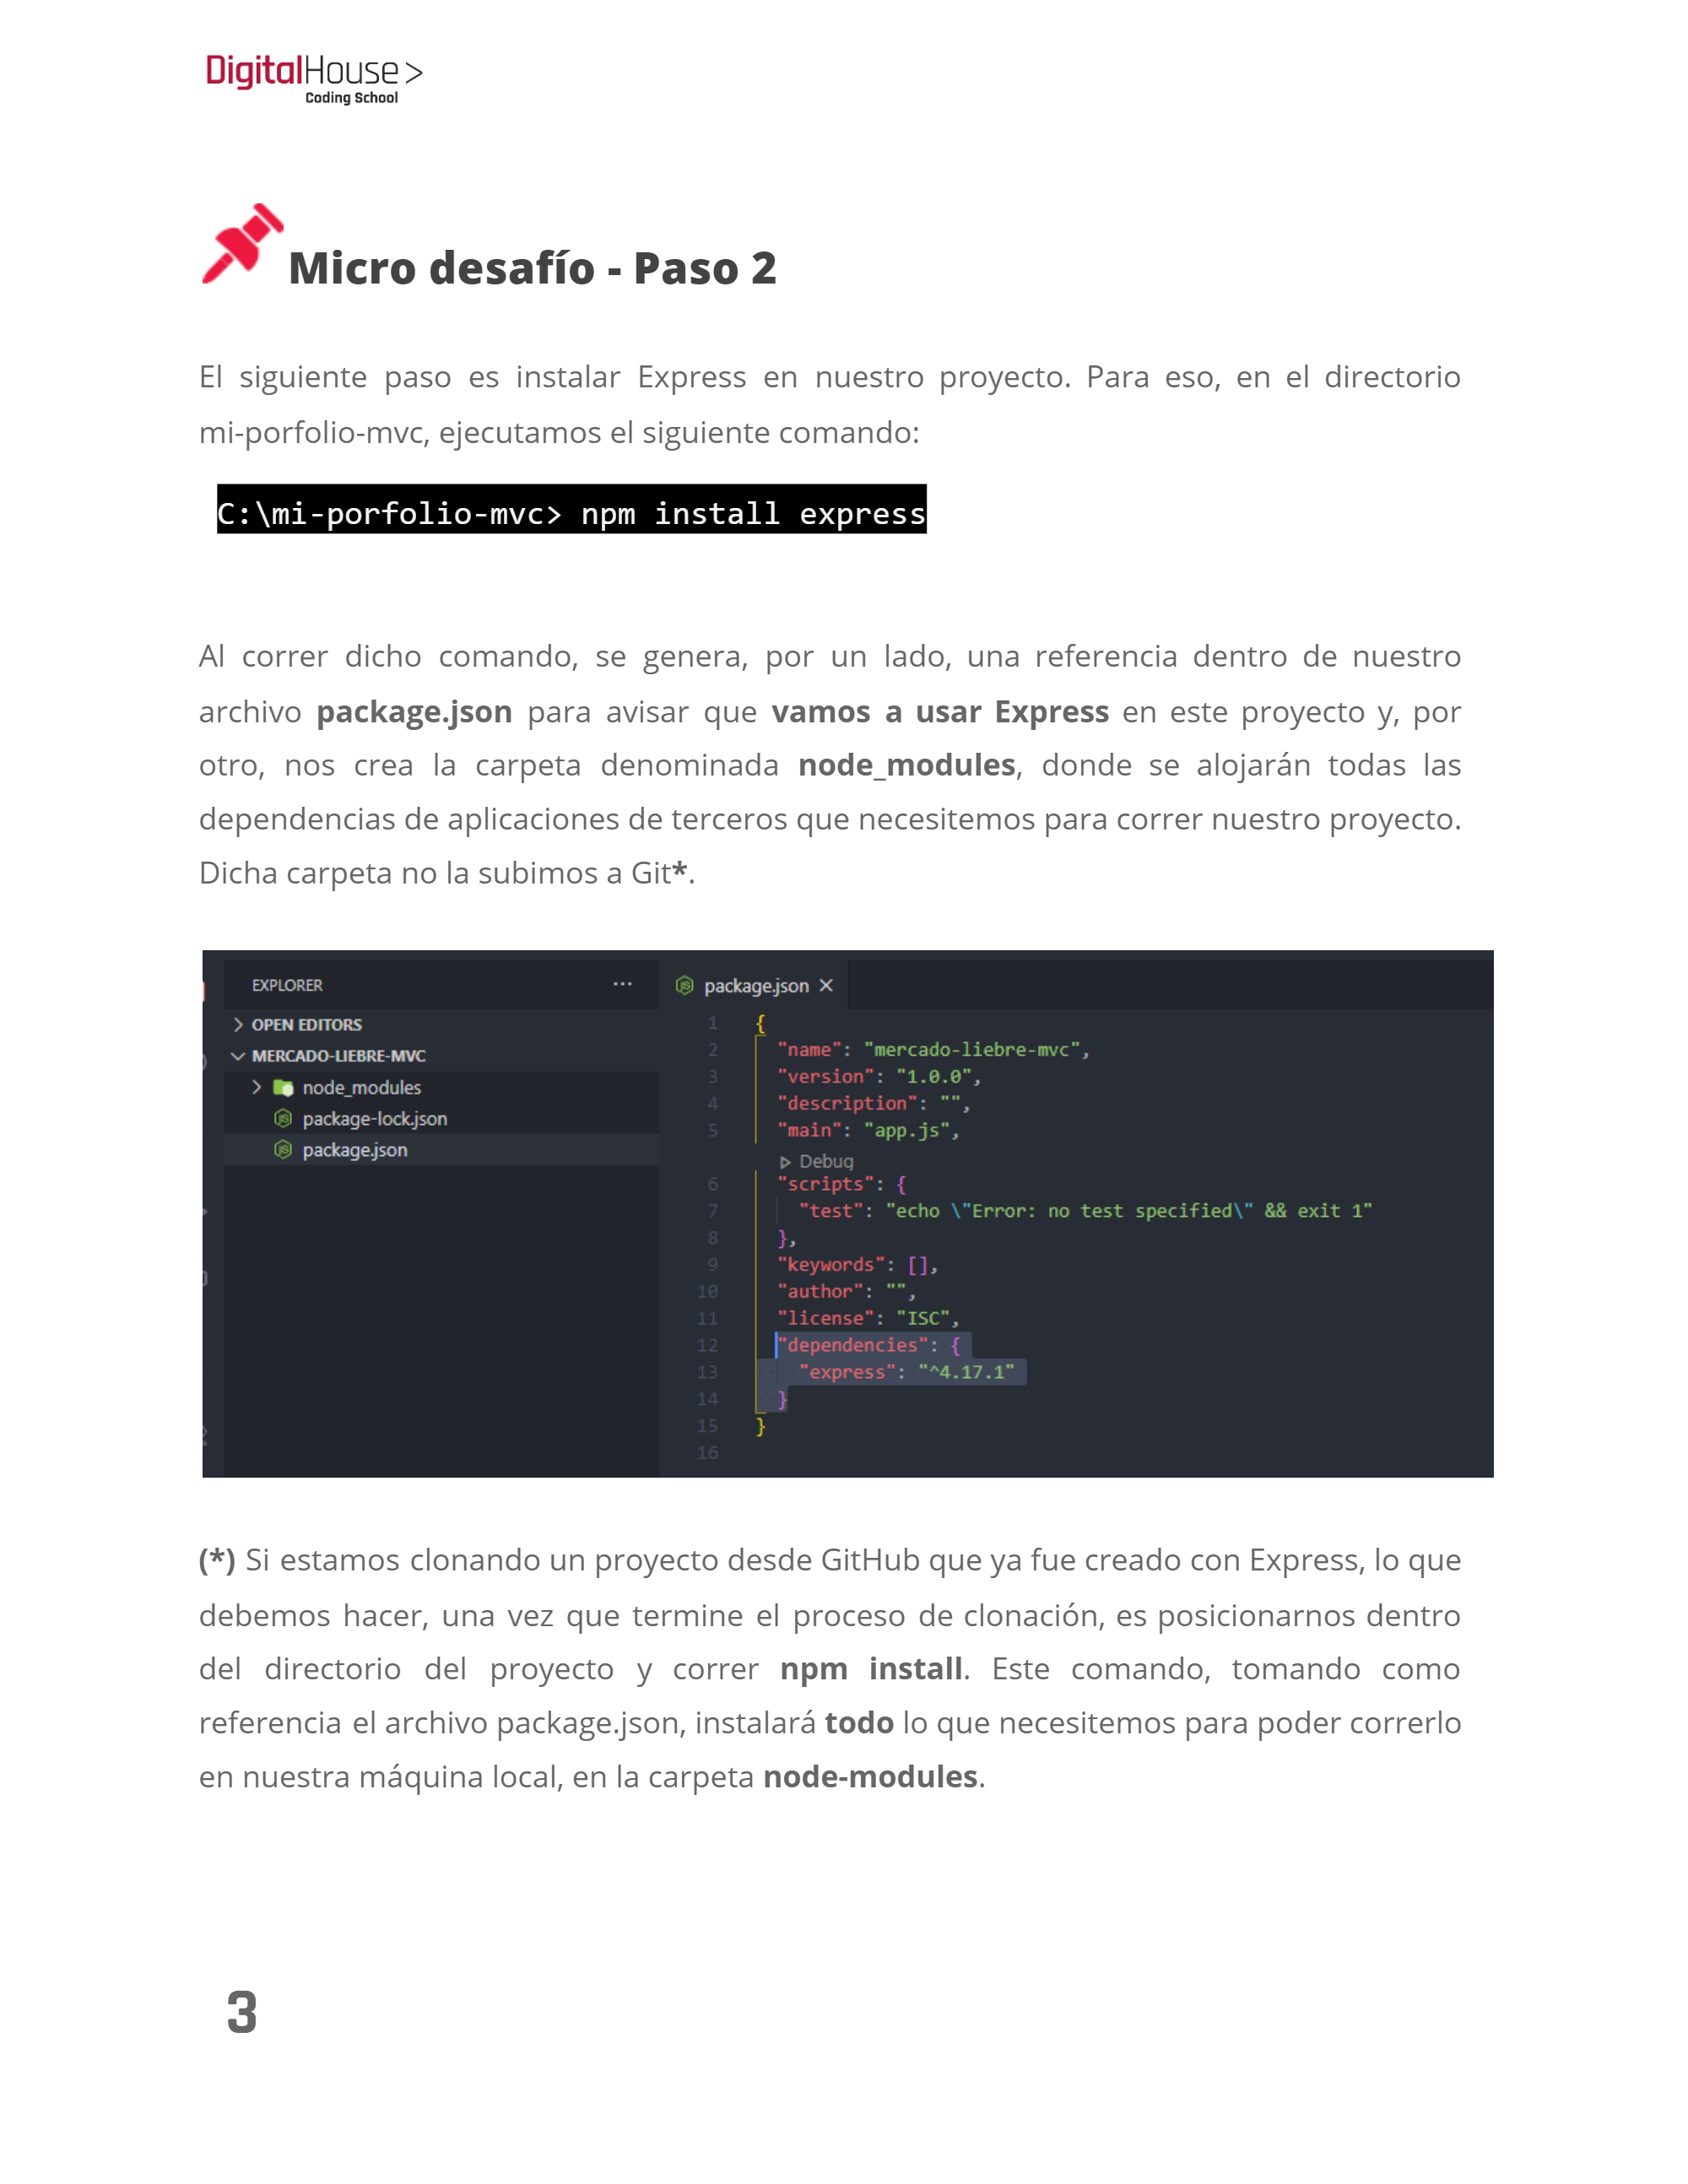 DigitalHouse >
Coding School
Micro desafío - Paso 2
El siguiente paso es instalar Express en nuestro proyecto. Para eso, en el directorio
mi-porfolio-mvc, ejecutamos el siguiente comando:
C:\mi-porfolio-mvc> npm install express
Al correr dicho comando, se genera, por un lado, una referencia dentro de nuestro
archivo package.json para avisar que vamos a usar Express en este proyecto y, por
otro, nos crea la carpeta denominada node_modules, donde se alojarán todas las
dependencias de aplicaciones de terceros que necesitemos para correr nuestro proyecto.
Dicha carpeta no la subimos a Git*.
EXPLORER ...
OPEN EDITORS
MERCADO-LIEBRE-MVC
node_modules
package-lock.json
package.json
package.json ×
1 {
2 "name": "mercado-liebre-mvc",
3 "version": "1.0.0",
4 "description": "",
5 "main": "app.js",
Debug
6 "scripts": {
7 "test": "echo \"Error: no test specified\" && exit 1"
8 },
9 "keywords": [],
10 "author": "",
11 "license": "ISC",
12 "dependencies": {
13 "express": "^4.17.1"
14 }
15 }
16
(*) Si estamos clonando un proyecto desde GitHub que ya fue creado con Express, lo que
debemos hacer, una vez que termine el proceso de clonación, es posicionarnos dentro
del directorio del proyecto y correr npm install. Este comando, tomando como
referencia el archivo package.json, instalará todo lo que necesitemos para poder correrlo
en nuestra máquina local, en la carpeta node-modules.
3